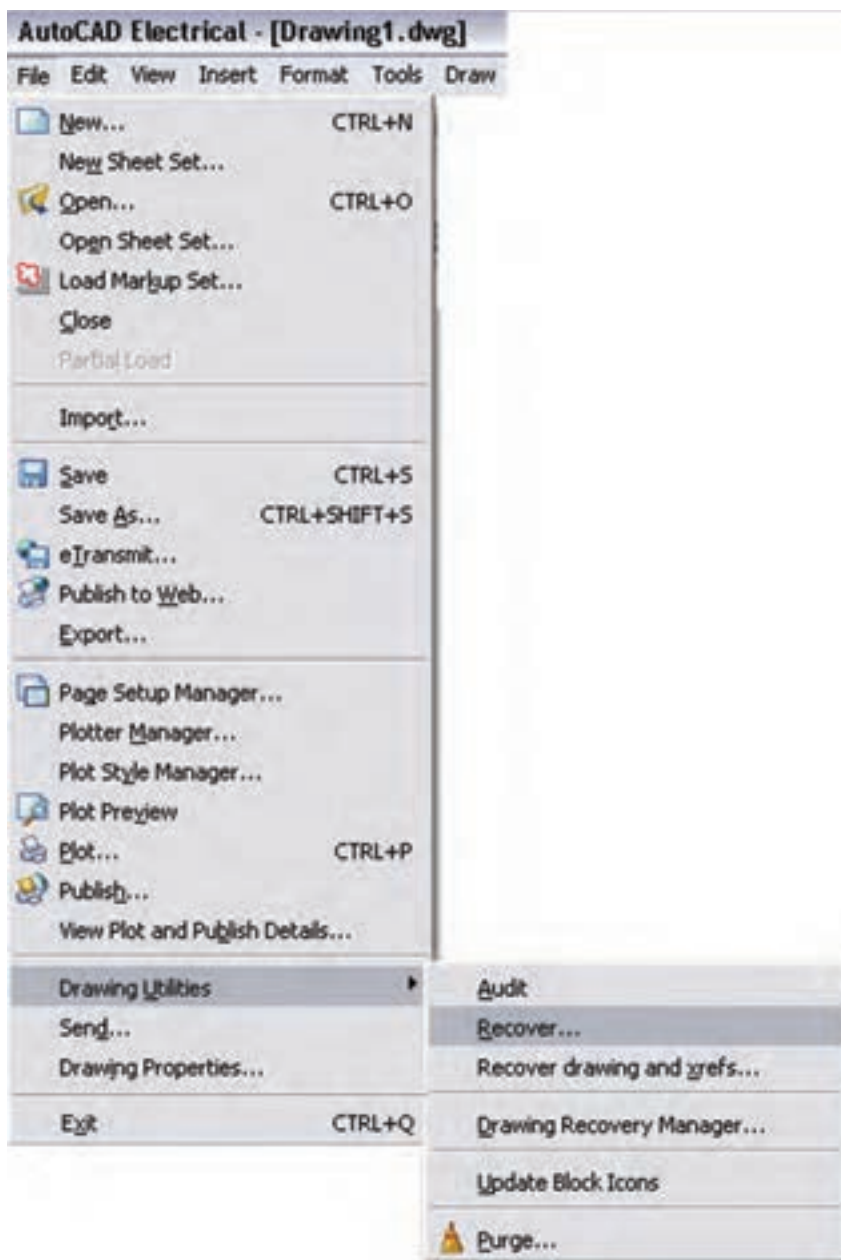 AutoCAD Electrical - [Drawing1.dwg]
File Edit View Insert Format Tools Draw
New... CTRL+N
New Sheet Set...
Open... CTRL+O
Open Sheet Set...
Load Markup Set...
Close
Partial Load
Import...
Save CTRL+S
Save As... CTRL+SHIFT+S
eTransmit...
Publish to Web...
Export...
Page Setup Manager...
Plotter Manager...
Plot Style Manager...
Plot Preview
Plot... CTRL+P
Publish...
View Plot and Publish Details...
Drawing Utilities
Send...
Drawing Properties...
Exit CTRL+Q
Audit
Recover...
Recover drawing and xrefs...
Drawing Recovery Manager...
Update Block Icons
Purge...